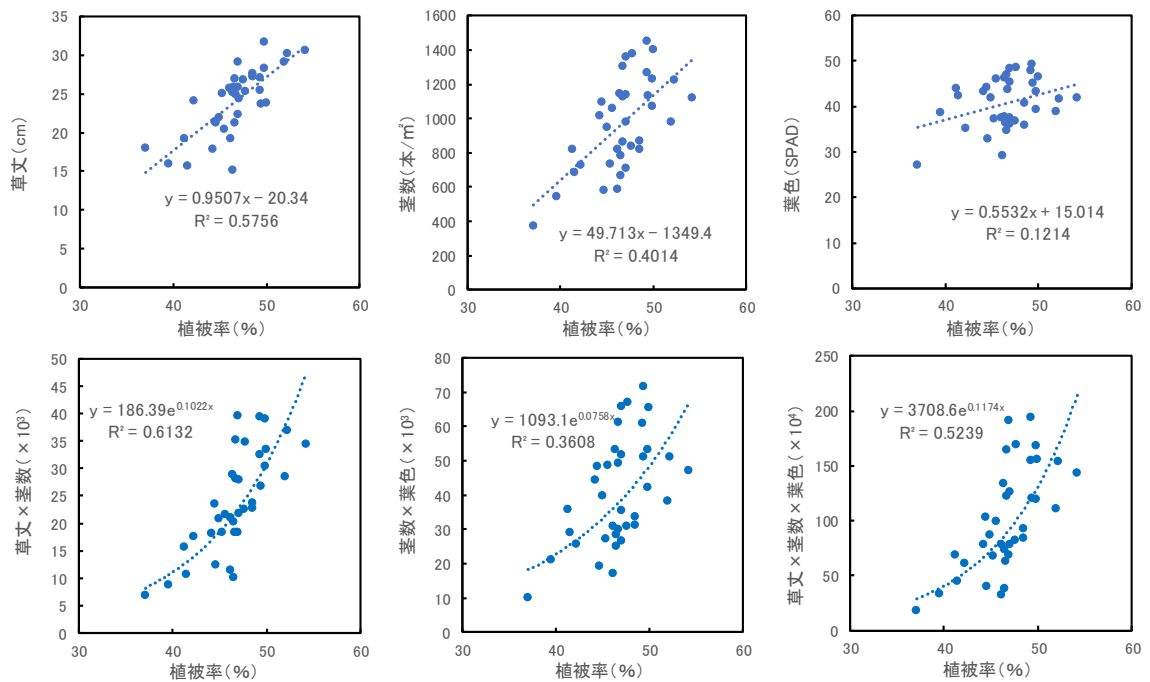 35
30
25
20
15
10
5
0
草丈(cm)
y = 0.9507x − 20.34
R² = 0.5756
30 40 50 60
植被率(%)
1600
1400
1200
1000
800
600
400
200
0
茎数(本/㎡)
y = 49.713x − 1349.4
R² = 0.4014
30 40 50 60
植被率(%)
60
50
40
30
20
10
0
葉色(SPAD)
y = 0.5532x + 15.014
R² = 0.1214
30 40 50 60
植被率(%)
50
45
40
35
30
25
20
15
10
5
0
草丈×茎数(×10³)
y = 186.39e^0.1022x
R² = 0.6132
30 40 50 60
植被率(%)
80
70
60
50
40
30
20
10
0
茎数×葉色(×10³)
y = 1093.1e^0.0758x
R² = 0.3608
30 40 50 60
植被率(%)
250
200
150
100
50
0
草丈×茎数×葉色(×10⁴)
y = 3708.6e^0.1174x
R² = 0.5239
30 40 50 60
植被率(%)